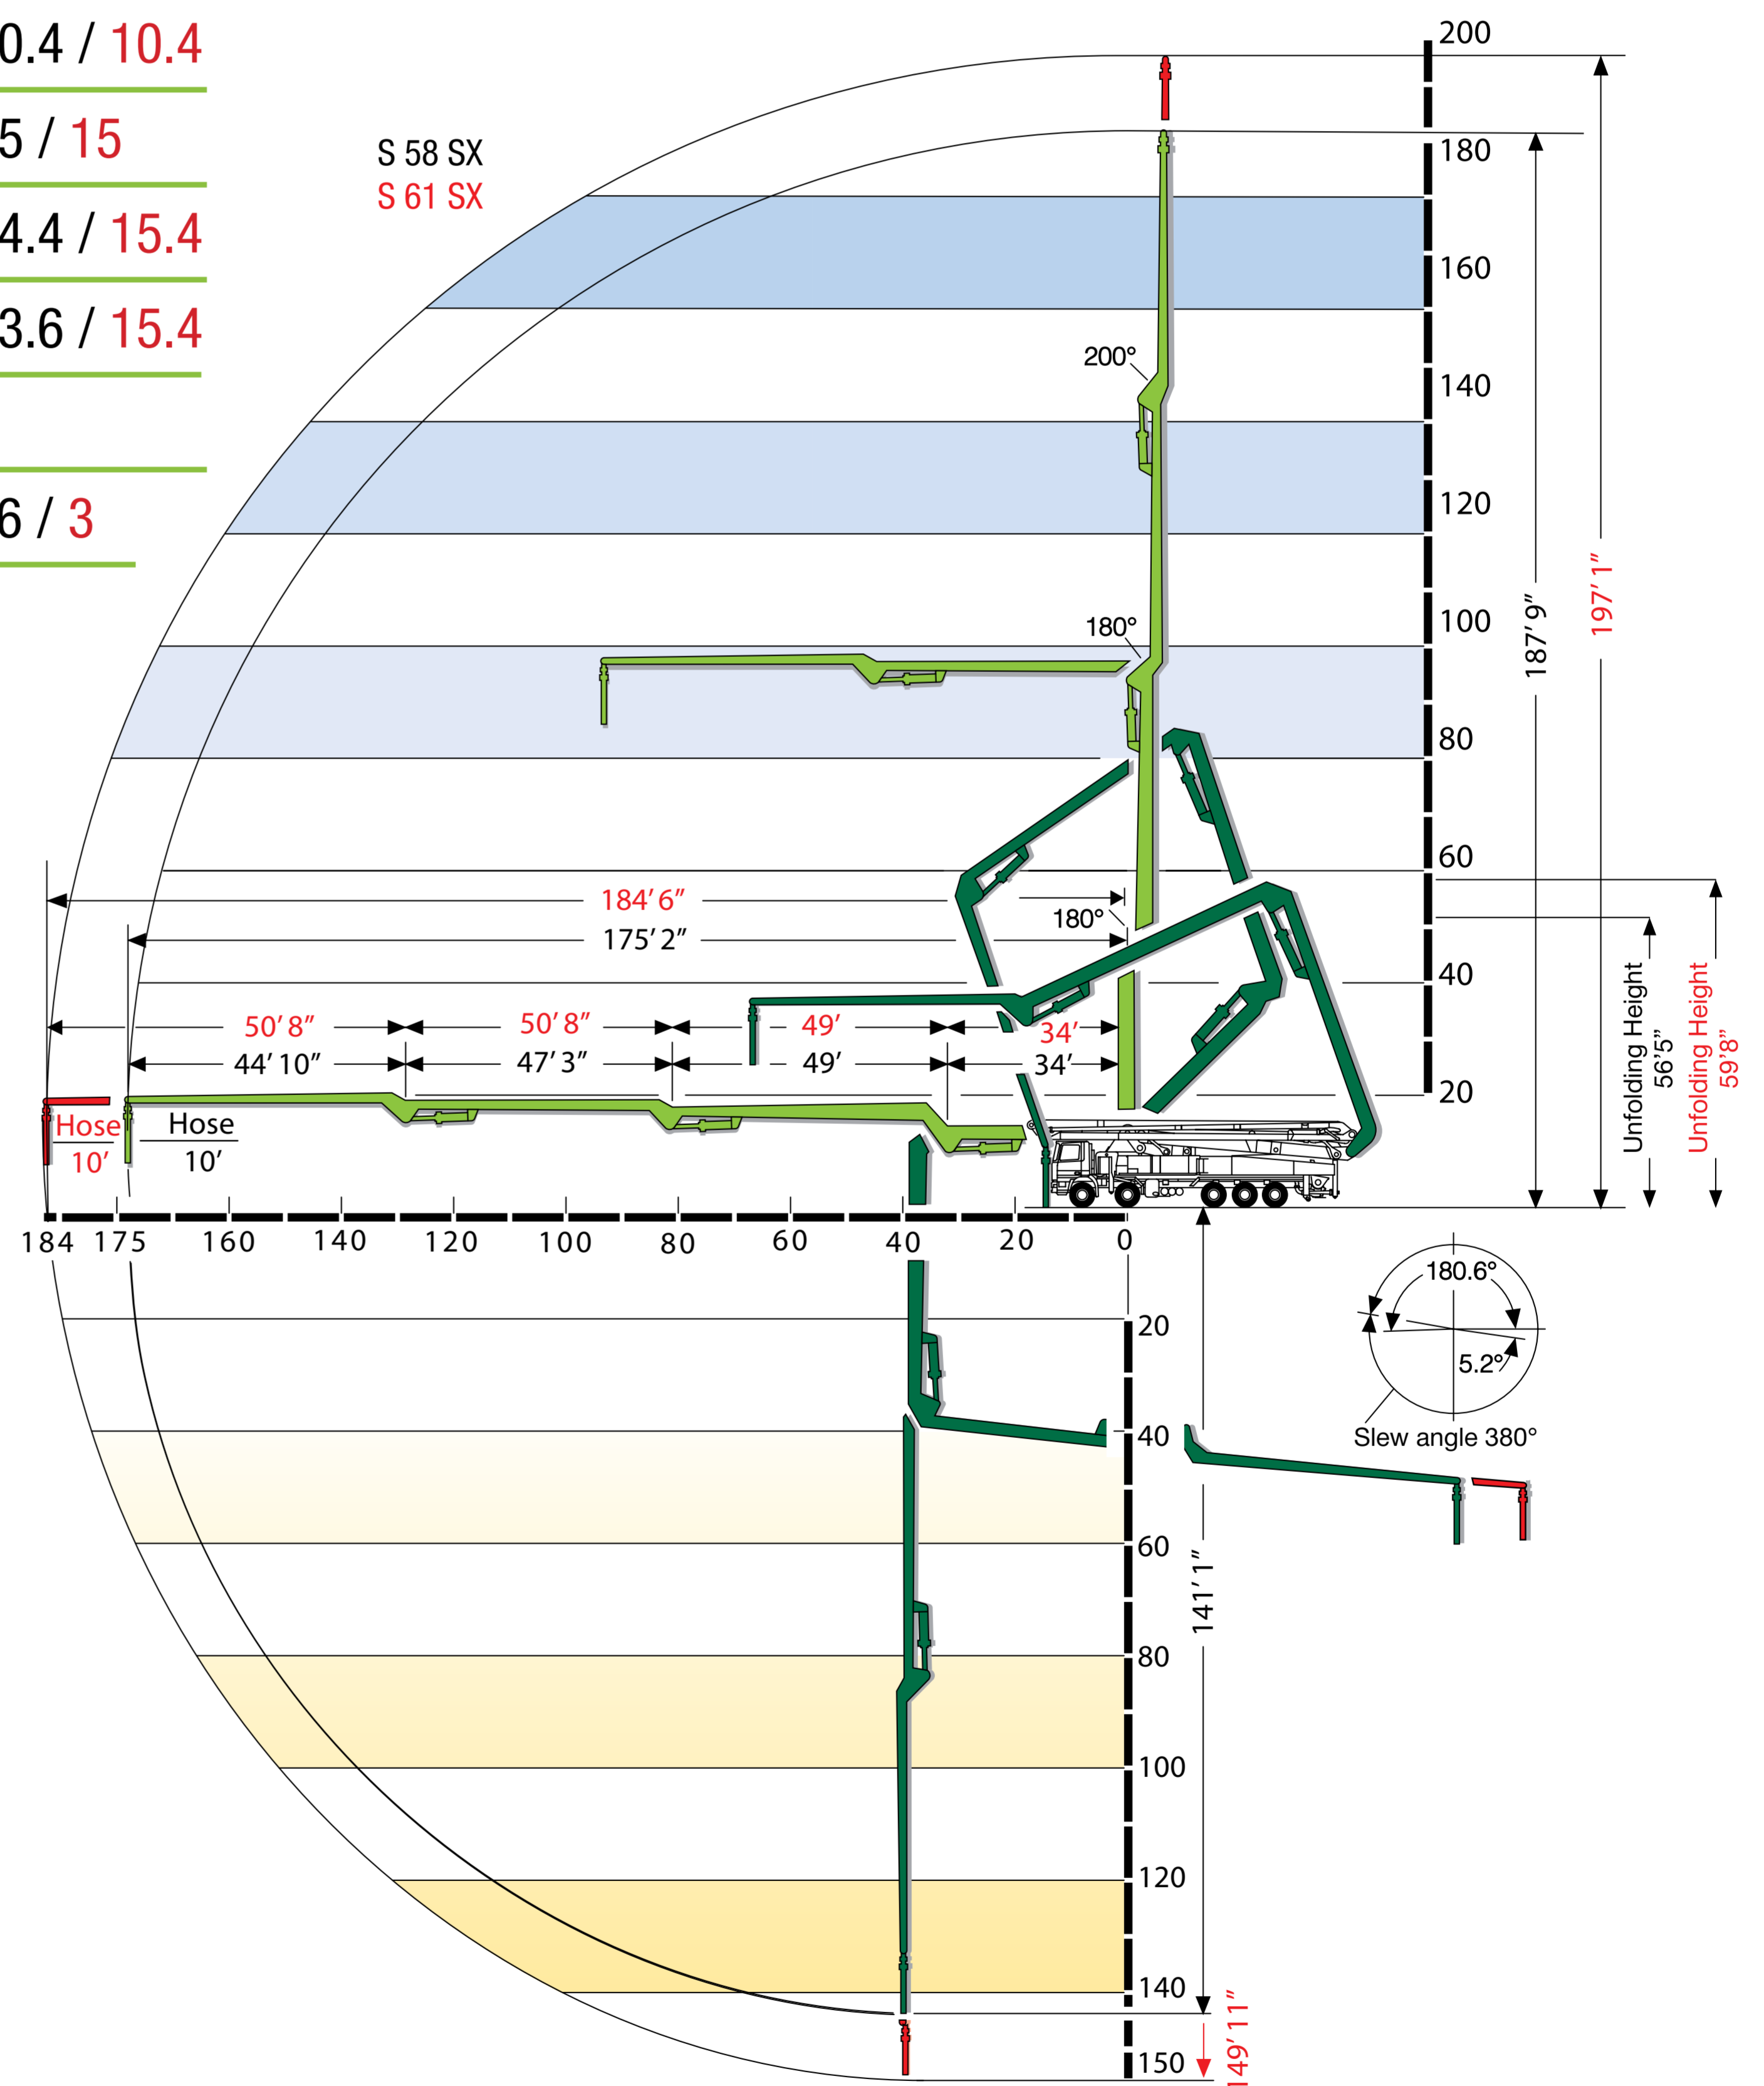 0.4 / 10.4
5 / 15
4.4 / 15.4
3.6 / 15.4
6 / 3
S 58 SX
S 61 SX
200
180
160
140
120
100
80
60
40
20
200°
180°
180°
187’ 9”
197’ 1”
184’ 6”
175’ 2”
50’ 8” 50’ 8” 49’ 34’
44’ 10” 47’ 3” 49’ 34’
Unfolding Height
56’5”
Unfolding Height
59’8”
Hose
10’
Hose
10’
184 175 160 140 120 100 80 60 40 20 0
20
40
60
80
100
120
140
150
180.6°
5.2°
Slew angle 380°
141’ 1”
149’ 11”